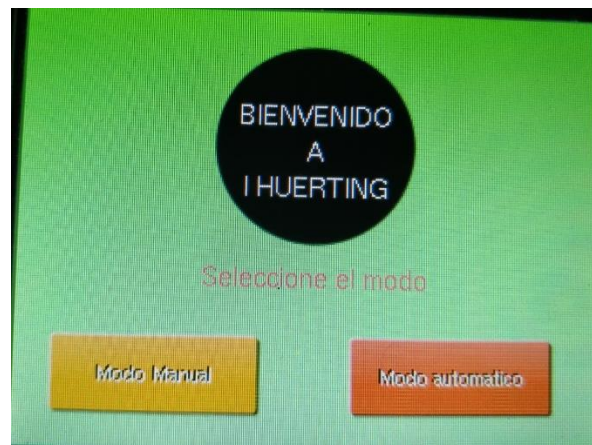 BIENVENIDO
A
I HUERTING
Seleccione el modo
Modo Manual
Modo automatico